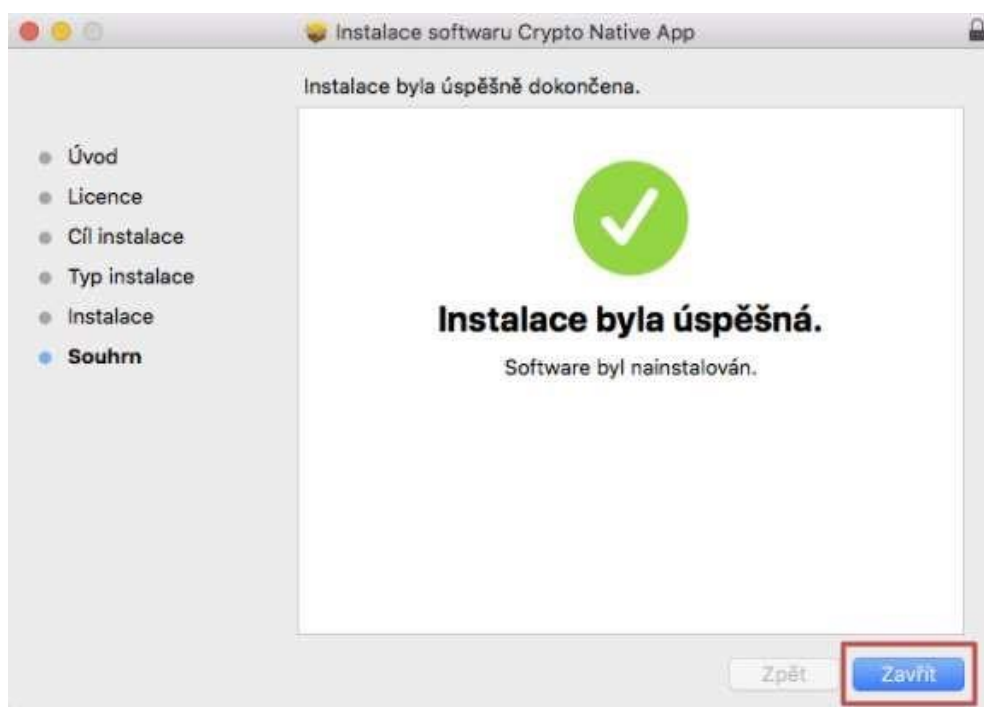 Instalace softwaru Crypto Native App
Instalace byla úspěšně dokončena.
Úvod
Licence
Cíl instalace
Typ instalace
Instalace
Souhrn
Instalace byla úspěšná.
Software byl nainstalován.
Zpět
Zavřít